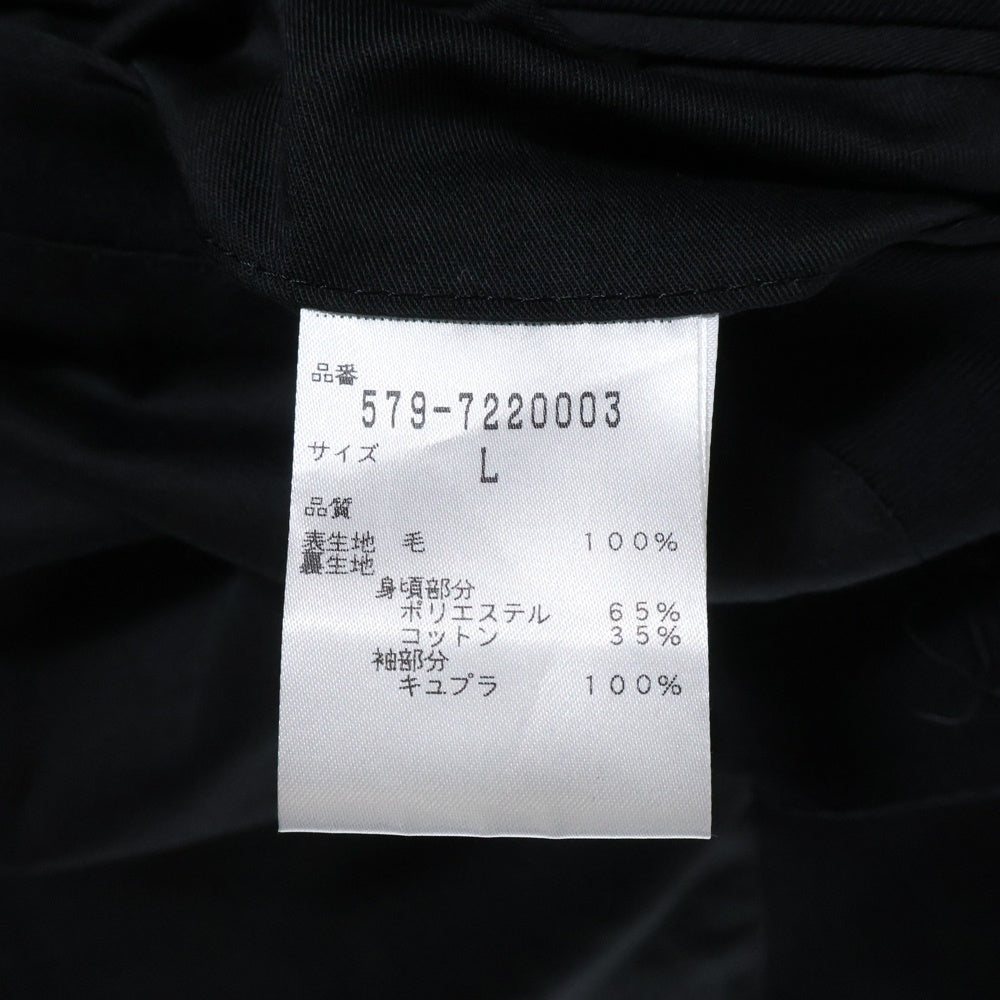 品番
579-7220003
サイズ L
品質
表生地 毛 100%
裏生地
身頃部分
ポリエステル 65%
コットン 35%
袖部分
キュプラ 100%